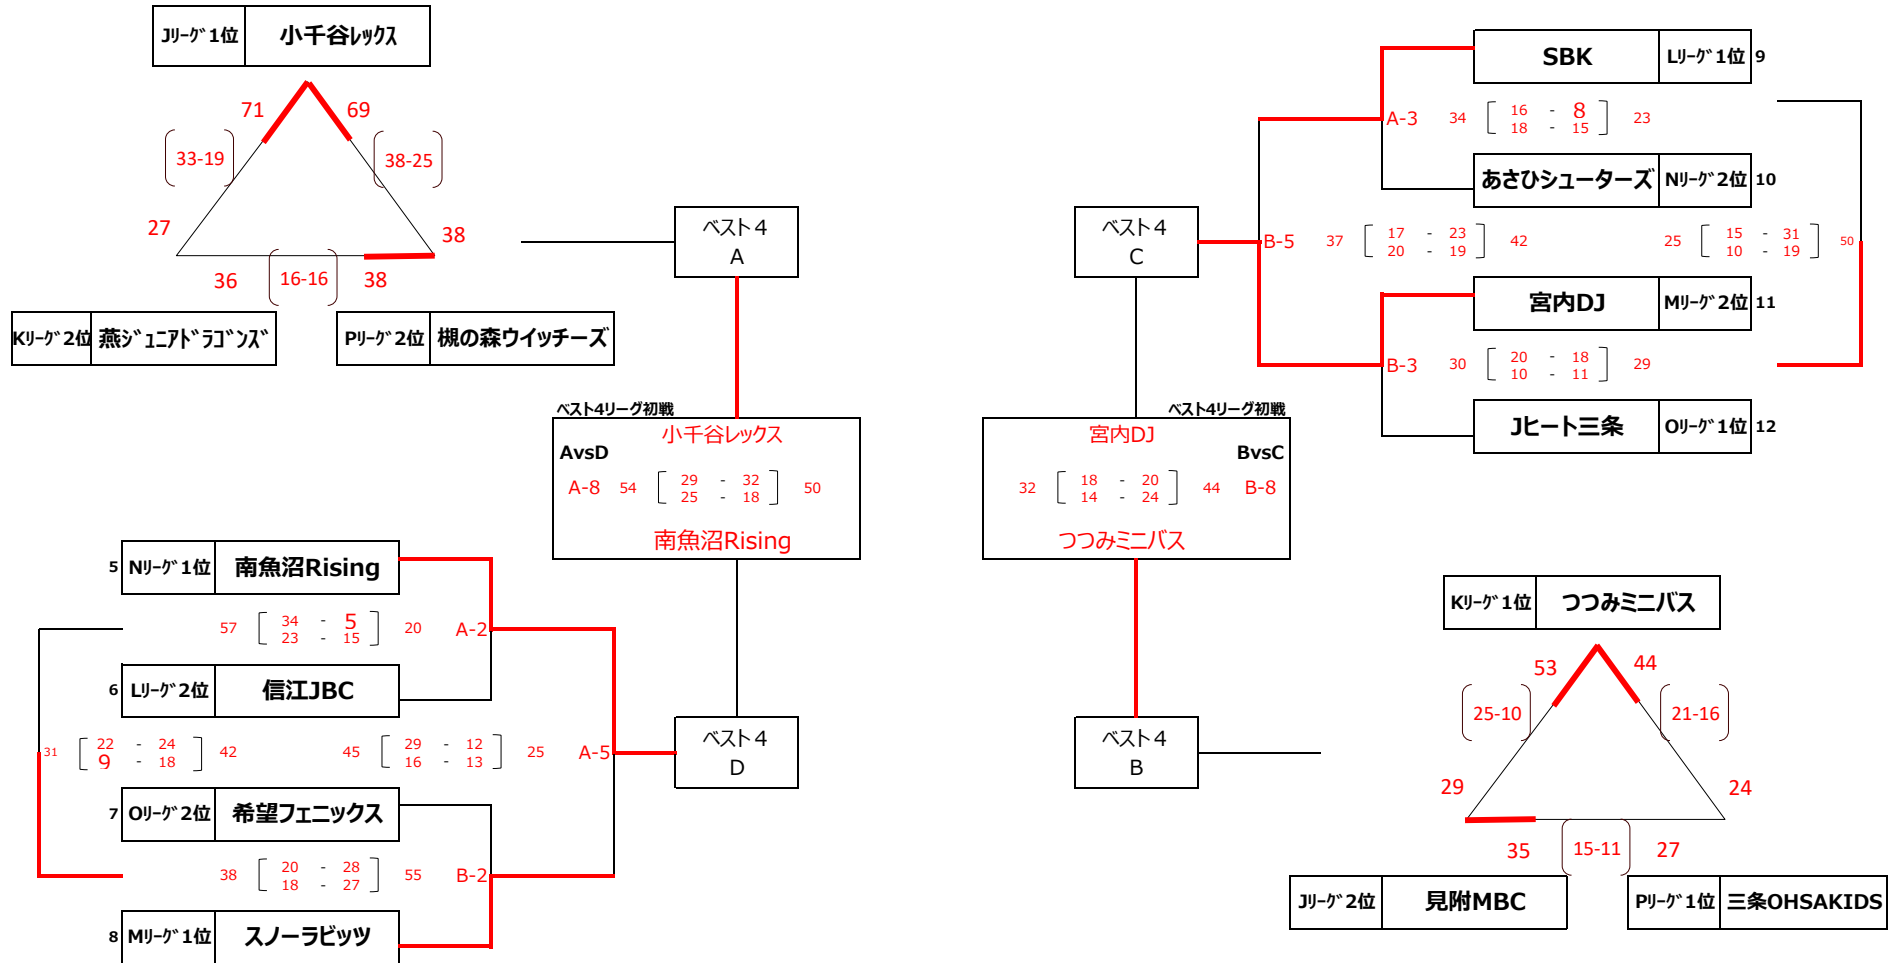 Jリーグ 1位 小千谷レックス
71 69
33-19 38-25
27 38
36 16-16 38
Kリーグ 2位 燕ジュニアドラゴンズ Pリーグ 2位 槻の森ウイッチーズ
ベスト4
A
ベスト4リーグ初戦
小千谷レックス
AvsD
A-8 54 29 - 32 50
25 - 18
南魚沼Rising
5 Nリーグ 1位 南魚沼Rising
57 34 - 5 20 A-2
23 - 15
6 Lリーグ 2位 信江JBC
31 22 - 24 42 45 29 - 12 25 A-5
9 - 18 16 - 13
7 Oリーグ 2位 希望フェニックス
38 20 - 28 55 B-2
18 - 27
8 Mリーグ 1位 スノーラビッツ
ベスト4
D
SBK Lリーグ 1位 9
A-3 34 16 - 8 23
18 - 15
あさひシューターズ Nリーグ 2位 10
B-5 37 17 - 23 42 25 15 - 31 50
20 - 19 10 - 19
宮内DJ Mリーグ 2位 11
B-3 30 20 - 18 29
10 - 11
Jヒート三条 Oリーグ 1位 12
ベスト4
C
ベスト4リーグ初戦
宮内DJ
BvsC
32 18 - 20 44 B-8
14 - 24
つつみミニバス
ベスト4
B
Kリーグ 1位 つつみミニバス
53 44
25-10 21-16
29 24
35 15-11 27
Jリーグ 2位 見附MBC Pリーグ 1位 三条OHSAKIDS